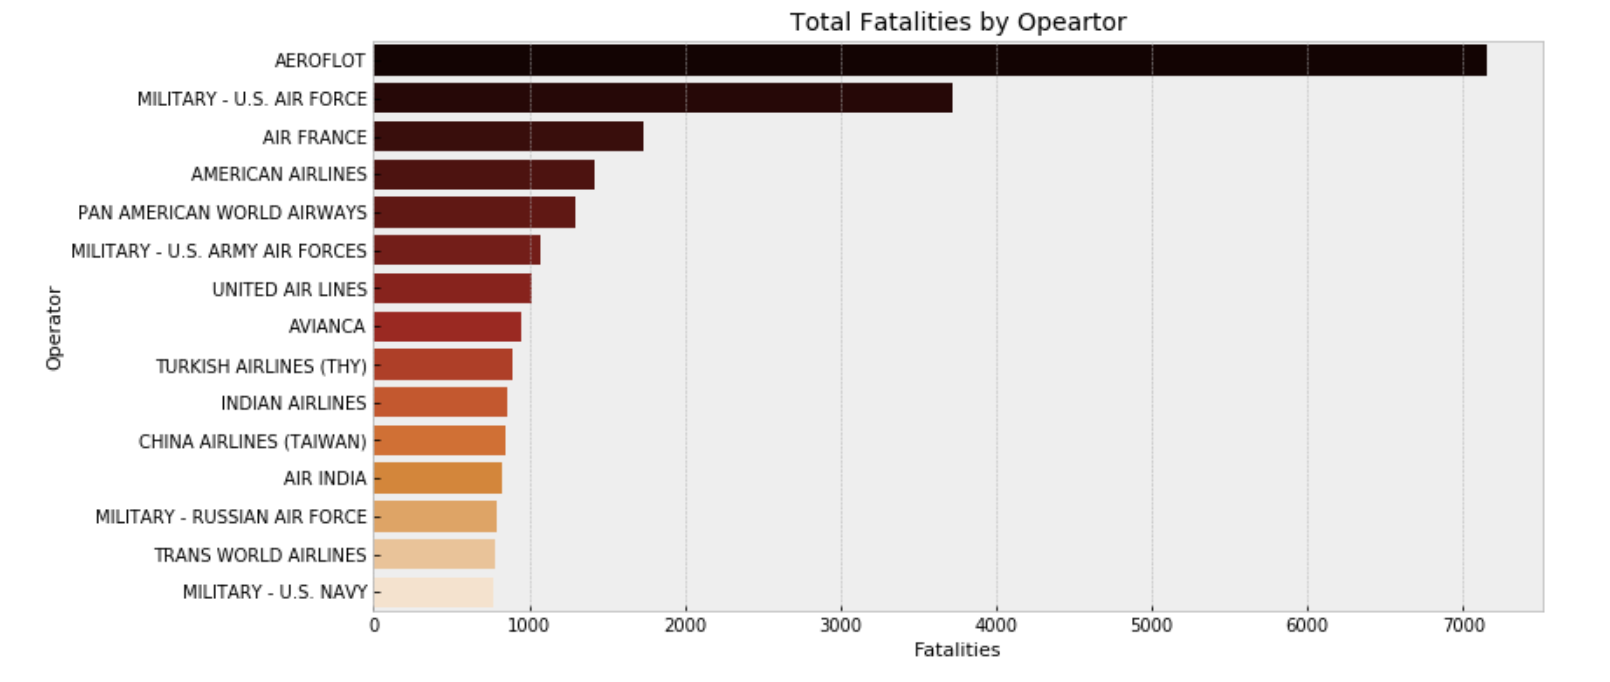 Total Fatalities by Opeartor
AEROFLOT
MILITARY - U.S. AIR FORCE
AIR FRANCE
AMERICAN AIRLINES
PAN AMERICAN WORLD AIRWAYS
MILITARY - U.S. ARMY AIR FORCES
UNITED AIR LINES
AVIANCA
TURKISH AIRLINES (THY)
INDIAN AIRLINES
CHINA AIRLINES (TAIWAN)
AIR INDIA
MILITARY - RUSSIAN AIR FORCE
TRANS WORLD AIRLINES
MILITARY - U.S. NAVY
Operator
0 1000 2000 3000 4000 5000 6000 7000
Fatalities